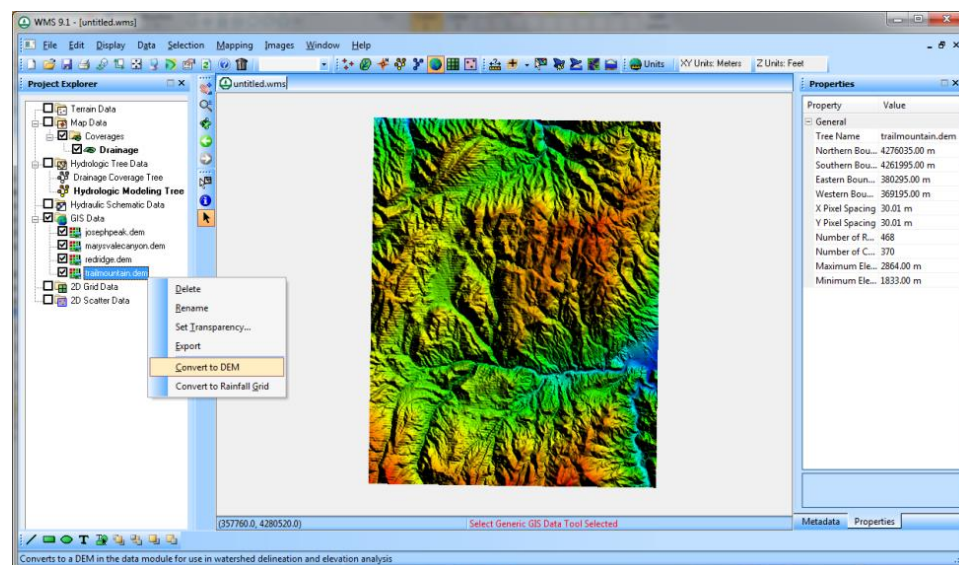 WMS 9.1 - [untitled.wms]
File Edit Display Data Selection Mapping Images Window Help
Units XY Units: Meters Z Units: Feet
Project Explorer
Terrain Data
Map Data
Coverages
Drainage
Hydrologic Tree Data
Drainage Coverage Tree
Hydrologic Modeling Tree
Hydraulic Schematic Data
GIS Data
josephpeak.dem
marysvalecanyon.dem
redridge.dem
trailmountain.dem
2D Grid Data
2D Scatter Data
untitled.wms
Delete
Rename
Set Transparency...
Export
Convert to DEM
Convert to Rainfall Grid
Properties
Property Value
General
Tree Name trailmountain.dem
Northern Bou... 4276035.00 m
Southern Bou... 4261995.00 m
Eastern Boun... 380295.00 m
Western Bou... 369195.00 m
X Pixel Spacing 30.01 m
Y Pixel Spacing 30.01 m
Number of R... 468
Number of C... 370
Maximum Ele... 2864.00 m
Minimum Ele... 1833.00 m
Metadata Properties
(357760.0, 4280520.0) Select Generic GIS Data Tool Selected
T
Converts to a DEM in the data module for use in watershed delineation and elevation analysis